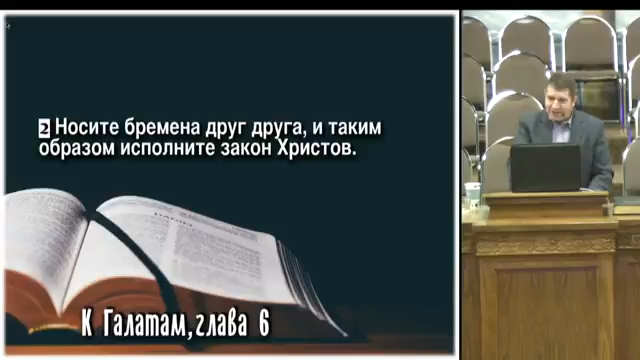 2 Носите бремена друг друга, и таким
образом исполните закон Христов.
К Галатам, глава 6